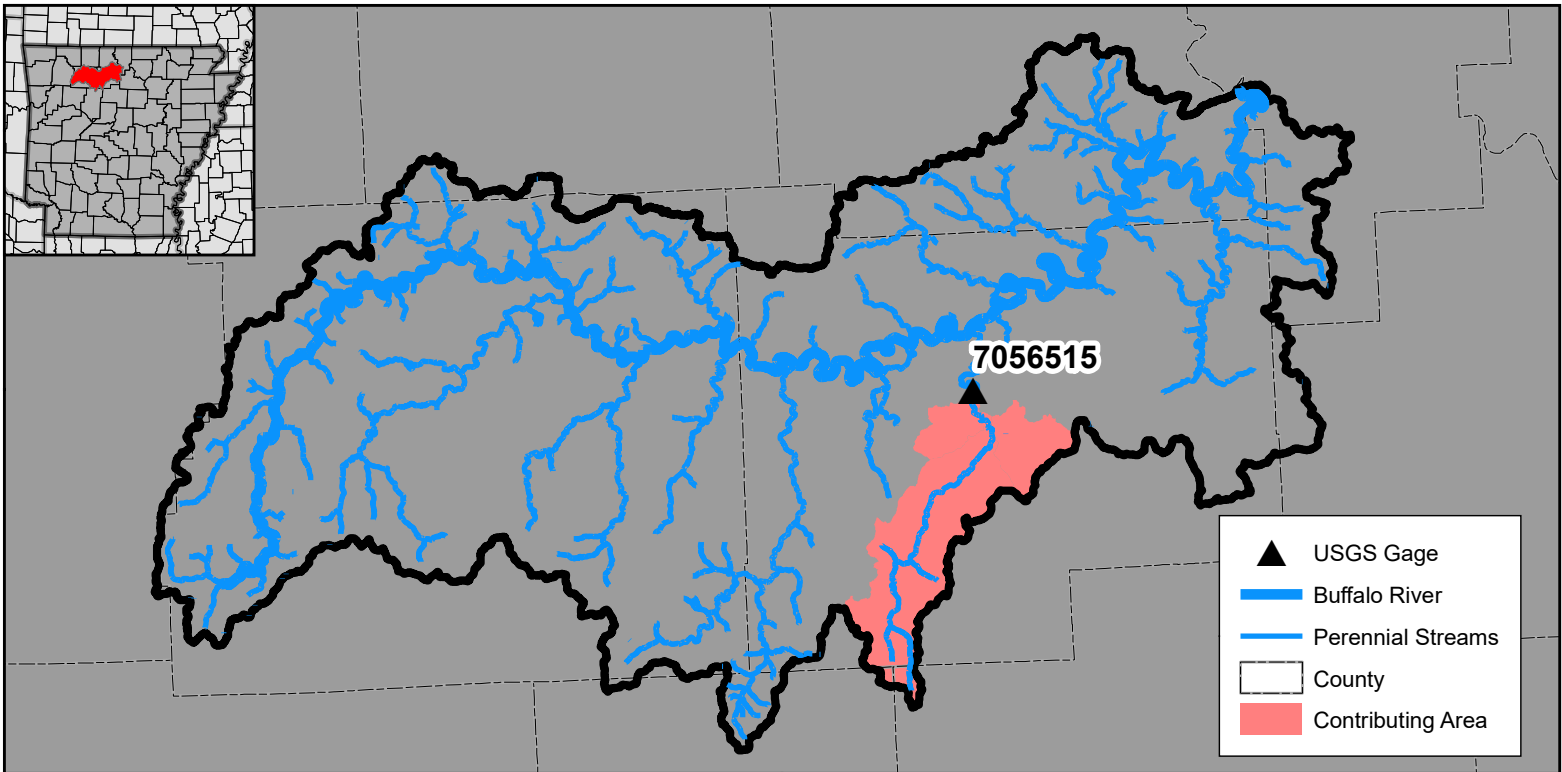 7056515
USGS Gage
Buffalo River
Perennial Streams
County
Contributing Area